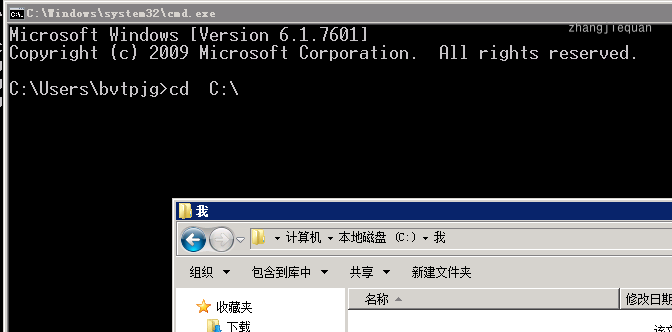 C:\Windows\system32\cmd.exe
zhangjiequan
Microsoft Windows [Version 6.1.7601]
Copyright (c) 2009 Microsoft Corporation.  All rights reserved.
C:\Users\bvtpjg>cd  C:\
我
计算机 本地磁盘 (C:) 我
组织 包含到库中 共享 新建文件夹
收藏夹 名称 修改日期
下载